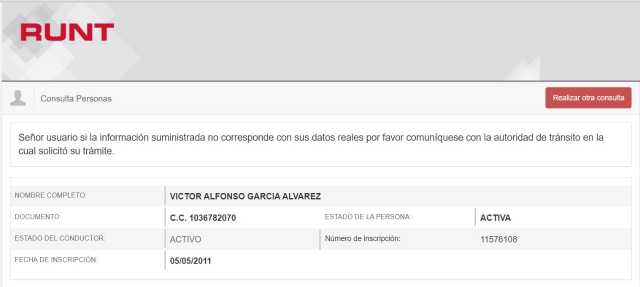 RUNT
Consulta Personas
Realizar otra consulta
Señor usuario si la información suministrada no corresponde con sus datos reales por favor comuníquese con la autoridad de tránsito en la
cual solicitó su trámite.
NOMBRE COMPLETO: VICTOR ALFONSO GARCIA ALVAREZ
DOCUMENTO: C.C. 1036782070 ESTADO DE LA PERSONA: ACTIVA
ESTADO DEL CONDUCTOR: ACTIVO Número de inscripción: 11576108
FECHA DE INSCRIPCIÓN: 05/05/2011